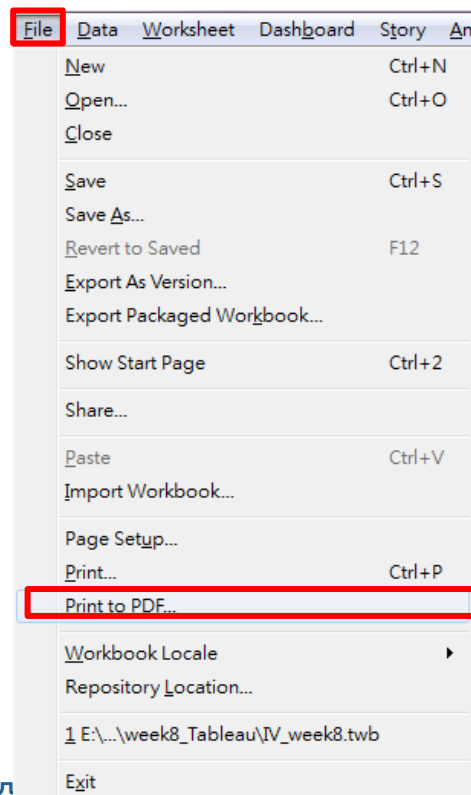 File Data Worksheet Dashboard Story An
New Ctrl+N
Open... Ctrl+O
Close
Save Ctrl+S
Save As...
Revert to Saved F12
Export As Version...
Export Packaged Workbook...
Show Start Page Ctrl+2
Share...
Paste Ctrl+V
Import Workbook...
Page Setup...
Print... Ctrl+P
Print to PDF...
Workbook Locale
Repository Location...
1 E:\...\week8_Tableau\IV_week8.twb
Exit